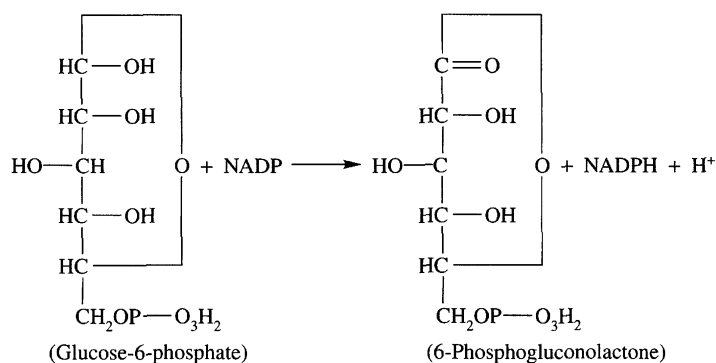 HC—OH
HC—OH
HO—CH
HC—OH
HC
CH₂OP—O₃H₂
(Glucose-6-phosphate)
O + NADP
C=O
HC—OH
HO—C
HC—OH
HC
CH₂OP—O₃H₂
(6-Phosphogluconolactone)
O + NADPH + H⁺